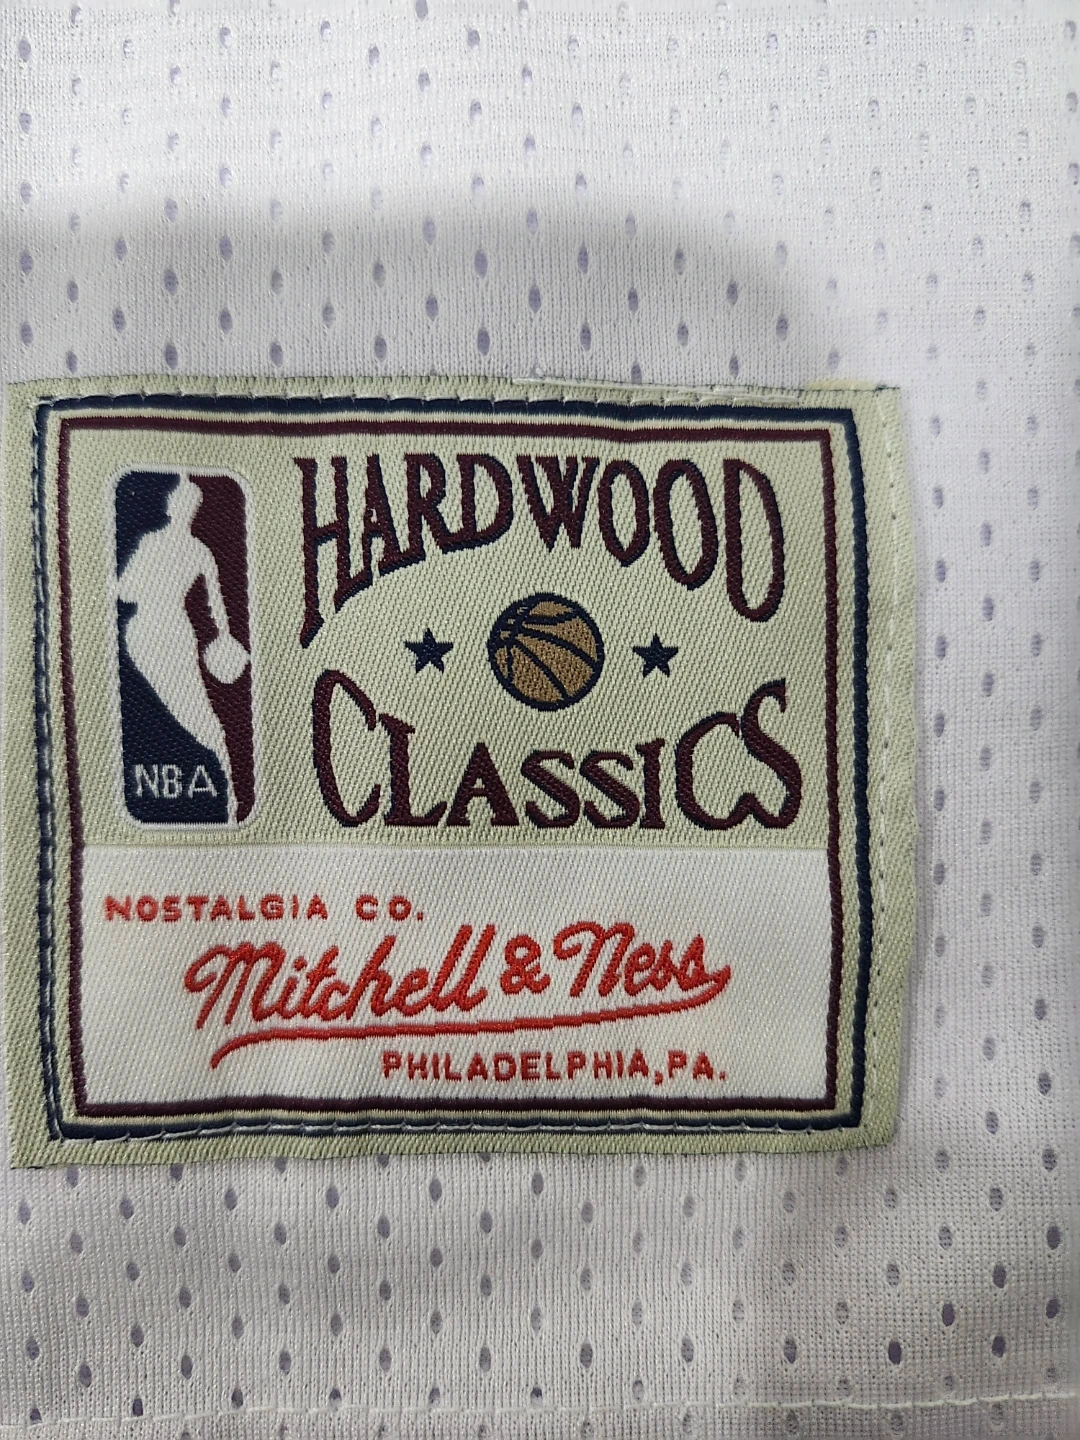 HARDWOOD
CLASSICS
NBA
NOSTALGIA CO.
Mitchell & Ness
PHILADELPHIA, PA.